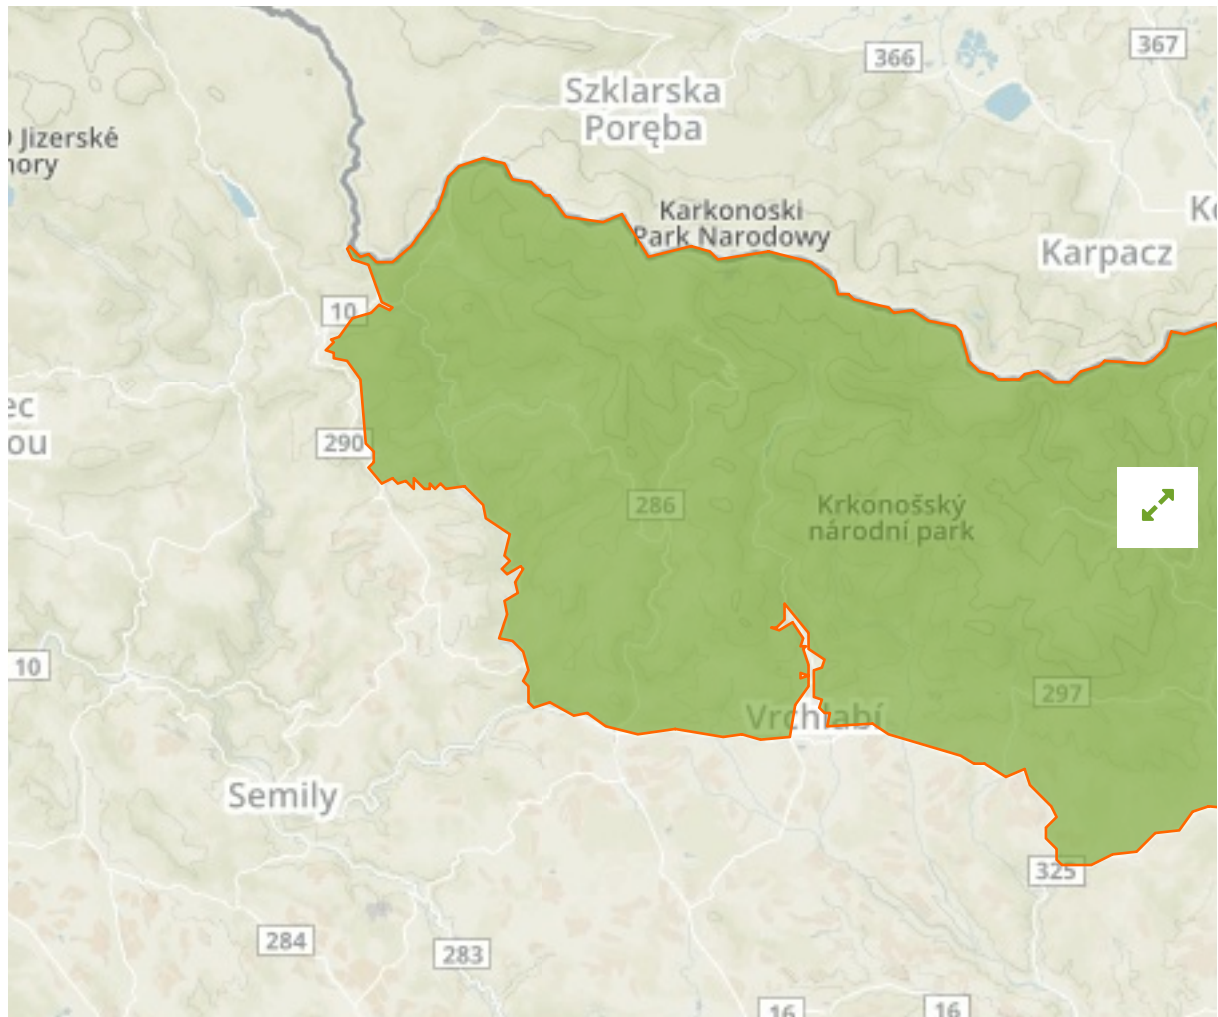 366
367
Szklarska
Poręba
Jizerské
Karkonoski
Park Narodowy
Karpacz
10
290
286
Krkonošský
národní park
10
297
Vrchlabí
Semily
325
284
283
16
16